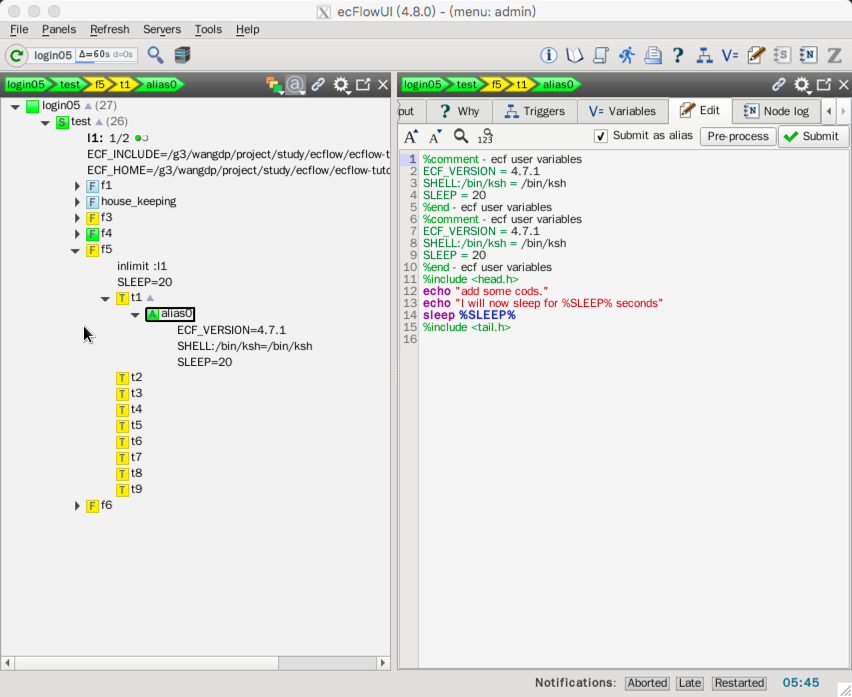 ecFlowUI (4.8.0) - (menu: admin)
File Panels Refresh Servers Tools Help
login05 Δ=60s d=0s
login05 test f5 t1 alias0
login05 (27)
S test (26)
l1: 1/2
ECF_INCLUDE=/g3/wangdp/project/study/ecflow/ecflow-t
ECF_HOME=/g3/wangdp/project/study/ecflow/ecflow-tuto
F f1
F house_keeping
F f3
F f4
F f5
inlimit :l1
SLEEP=20
T t1
A alias0
ECF_VERSION=4.7.1
SHELL:/bin/ksh=/bin/ksh
SLEEP=20
T t2
T t3
T t4
T t5
T t6
T t7
T t8
T t9
F f6
login05 test f5 t1 alias0
put ? Why Triggers V= Variables Edit N Node log
A A 123 Submit as alias Pre-process Submit
1 %comment - ecf user variables
2 ECF_VERSION = 4.7.1
3 SHELL:/bin/ksh = /bin/ksh
4 SLEEP = 20
5 %end - ecf user variables
6 %comment - ecf user variables
7 ECF_VERSION = 4.7.1
8 SHELL:/bin/ksh = /bin/ksh
9 SLEEP = 20
10 %end - ecf user variables
11 %include <head.h>
12 echo "add some cods."
13 echo "I will now sleep for %SLEEP% seconds"
14 sleep %SLEEP%
15 %include <tail.h>
16
Notifications: Aborted Late Restarted 05:45